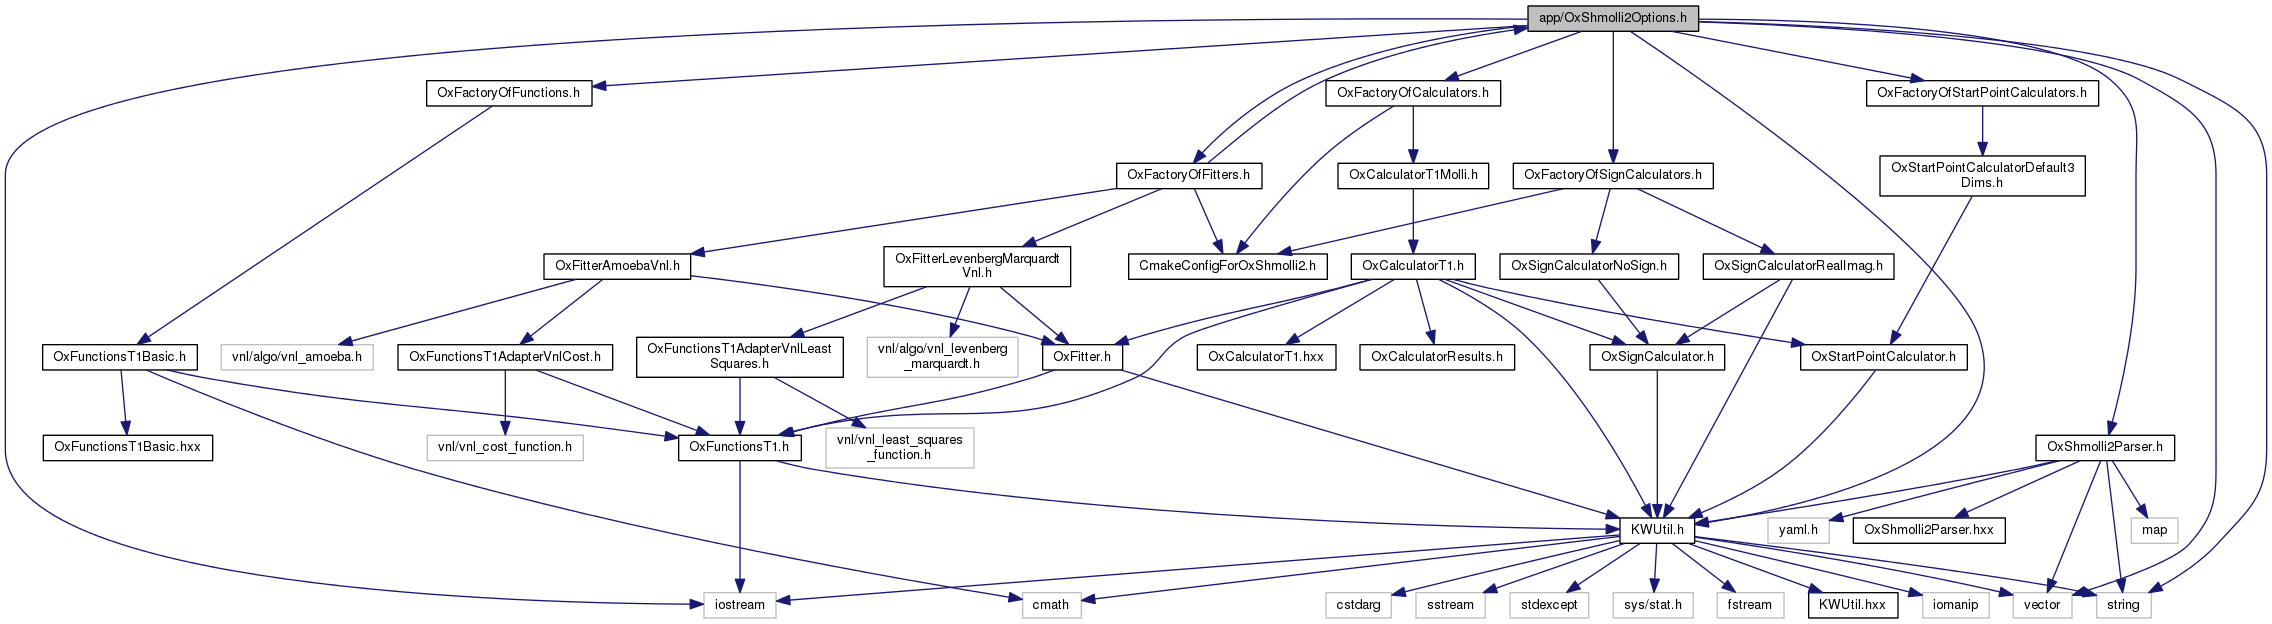 app/OxShmolli2Options.h
OxFactoryOfFunctions.h
OxFactoryOfCalculators.h
OxFactoryOfStartPointCalculators.h
OxFactoryOfFitters.h
OxCalculatorT1Molli.h
OxFactoryOfSignCalculators.h
OxStartPointCalculatorDefault3
Dims.h
OxFitterAmoebaVnl.h
OxFitterLevenbergMarquardt
Vnl.h
CmakeConfigForOxShmolli2.h
OxCalculatorT1.h
OxSignCalculatorNoSign.h
OxSignCalculatorRealImag.h
OxFunctionsT1Basic.h
vnl/algo/vnl_amoeba.h
OxFunctionsT1AdapterVnlCost.h
OxFunctionsT1AdapterVnlLeast
Squares.h
vnl/algo/vnl_levenberg
_marquardt.h
OxFitter.h
OxCalculatorT1.hxx
OxCalculatorResults.h
OxSignCalculator.h
OxStartPointCalculator.h
OxFunctionsT1Basic.hxx
vnl/vnl_cost_function.h
OxFunctionsT1.h
vnl/vnl_least_squares
_function.h
OxShmolli2Parser.h
KWUtil.h
yaml.h
OxShmolli2Parser.hxx
map
iostream
cmath
cstdarg
sstream
stdexcept
sys/stat.h
fstream
KWUtil.hxx
iomanip
vector
string